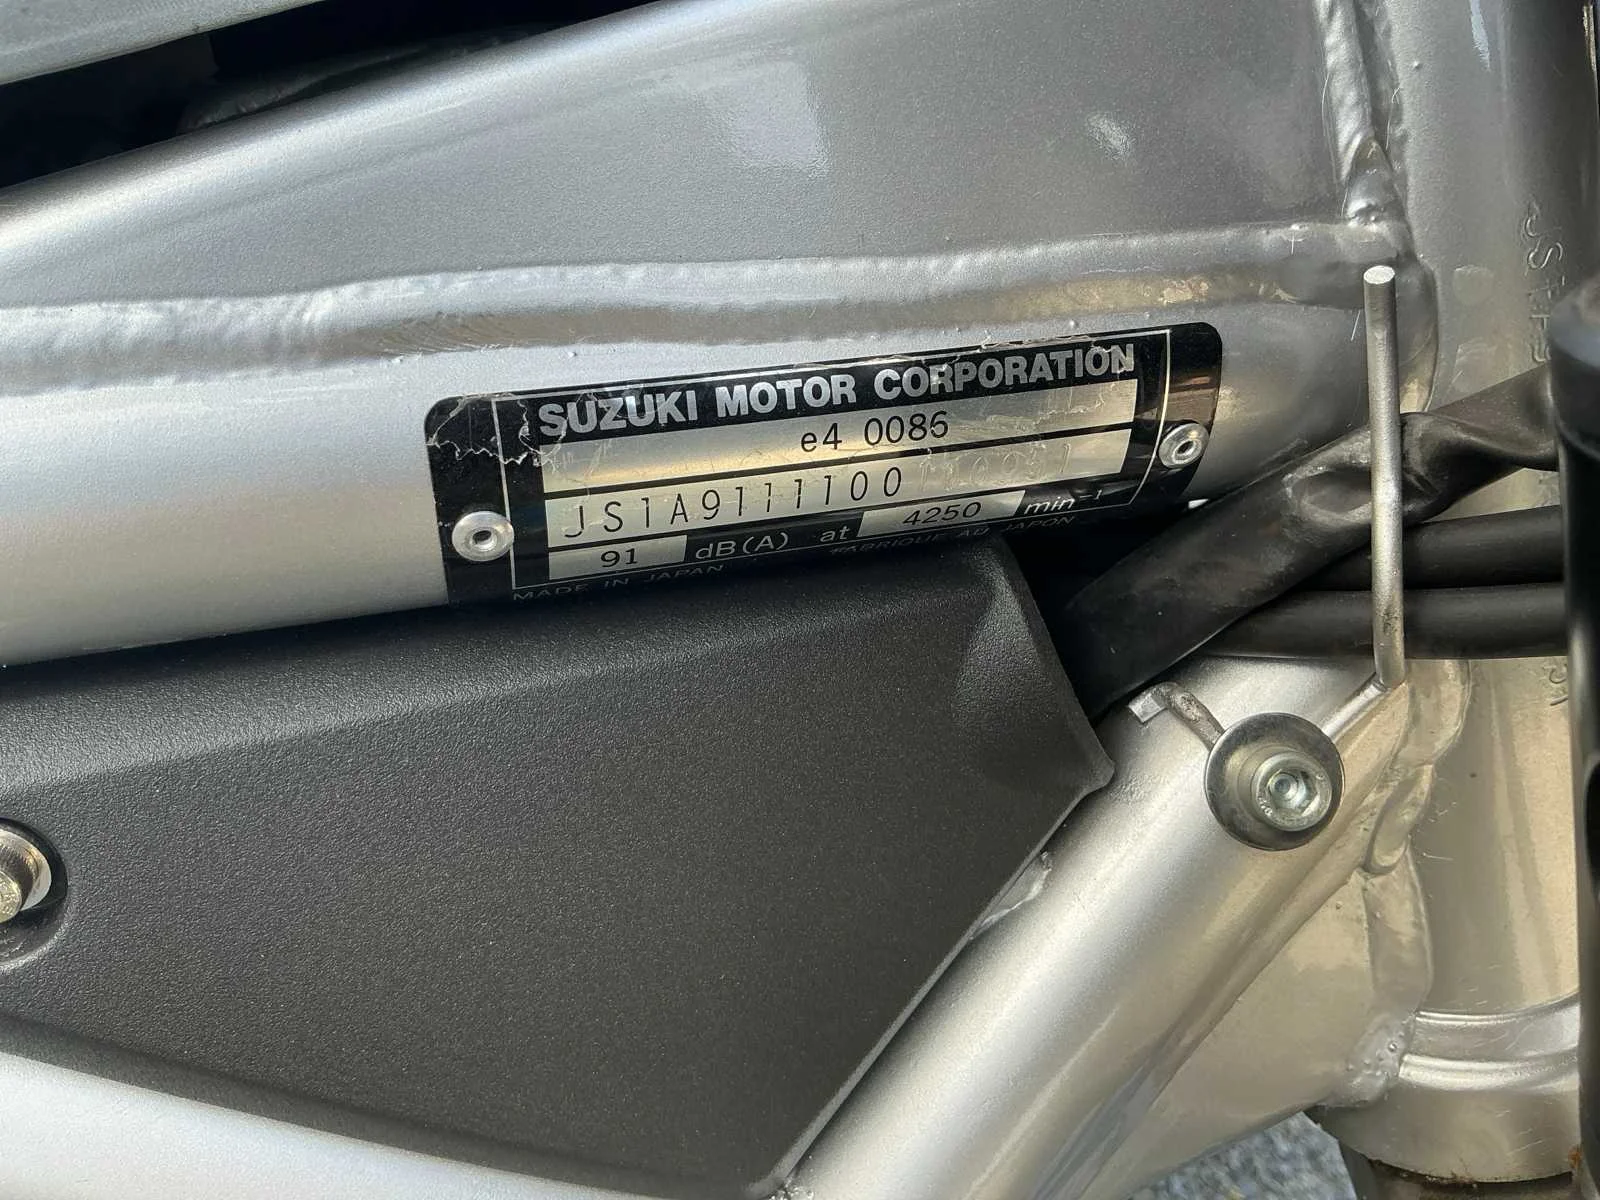 SUZUKI MOTOR CORPORATION
e4 0086
JS1A9111100
91 dB(A) at 4250 min⁻¹
MADE IN JAPAN FABRIQUE AU JAPON